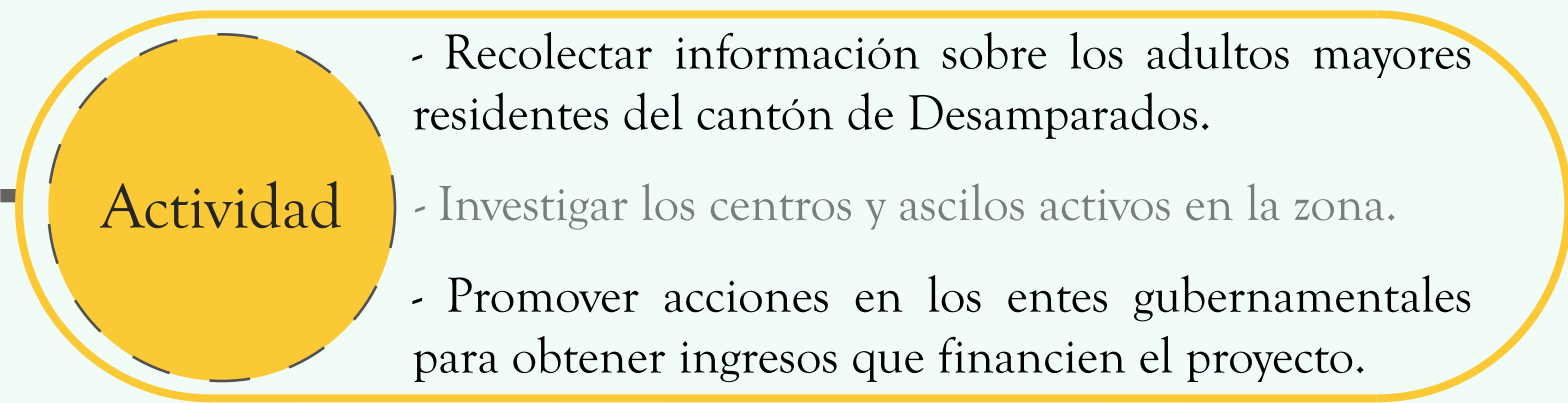 Actividad
- Recolectar información sobre los adultos mayores
residentes del cantón de Desamparados.
- Investigar los centros y ascilos activos en la zona.
- Promover acciones en los entes gubernamentales
para obtener ingresos que financien el proyecto.